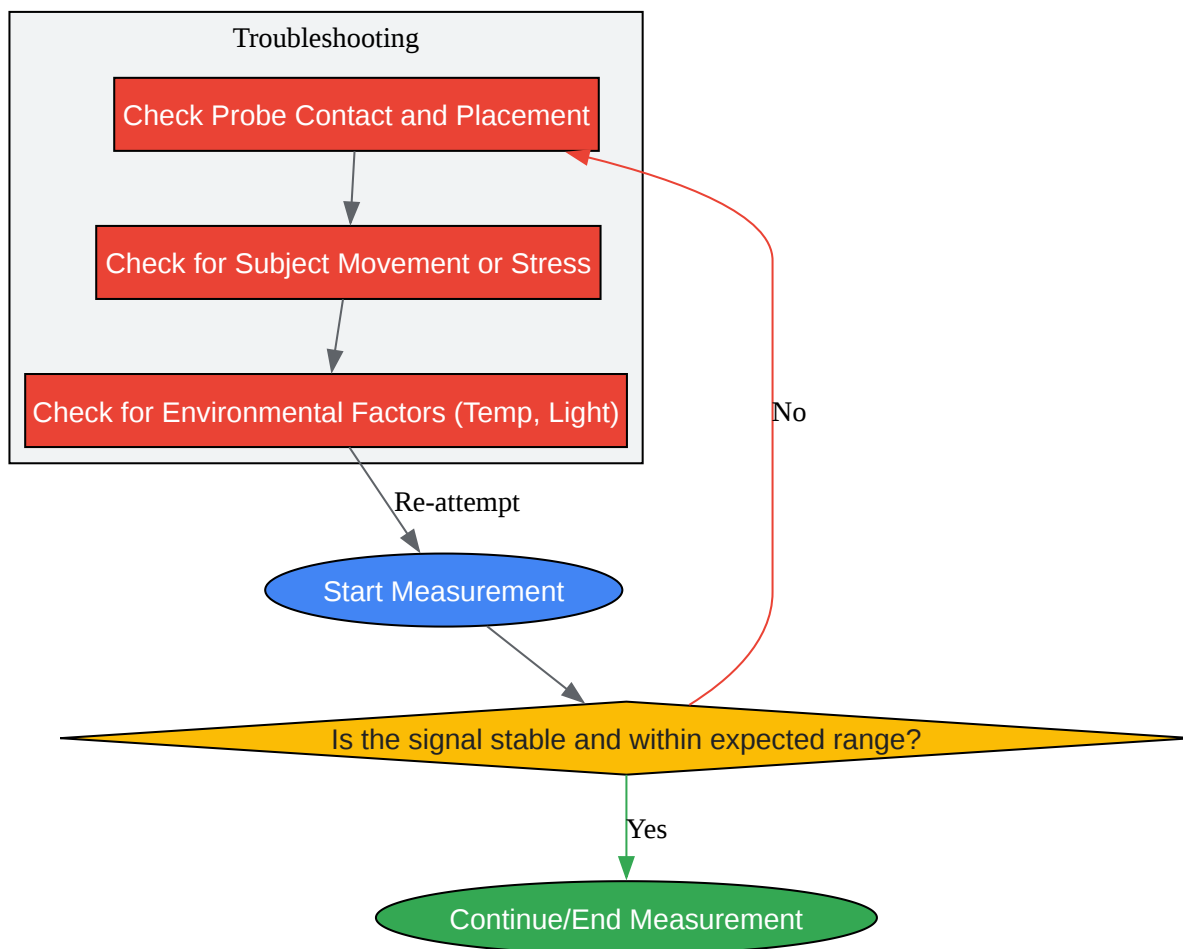 Troubleshooting
Check Probe Contact and Placement
Check for Subject Movement or Stress
Check for Environmental Factors (Temp, Light)
No
Re-attempt
Start Measurement
Is the signal stable and within expected range?
Yes
Continue/End Measurement